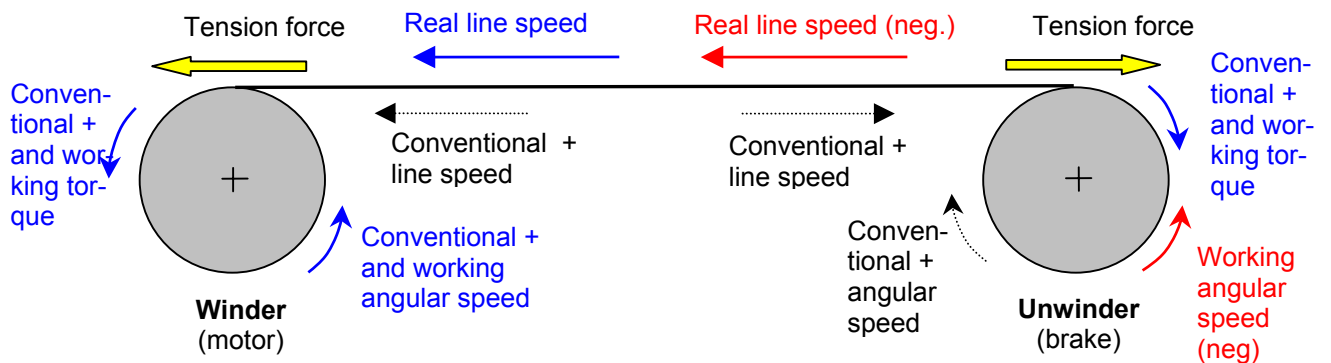 Tension force
Real line speed
Real line speed (neg.)
Tension force
Conven-
tional +
and wor-
king tor-
que
Conventional +
line speed
Conventional +
line speed
Conven-
tional +
and wor-
king tor-
que
Conventional +
and working
angular speed
Conven-
tional +
angular
speed
Working
angular
speed
(neg)
Winder
(motor)
Unwinder
(brake)